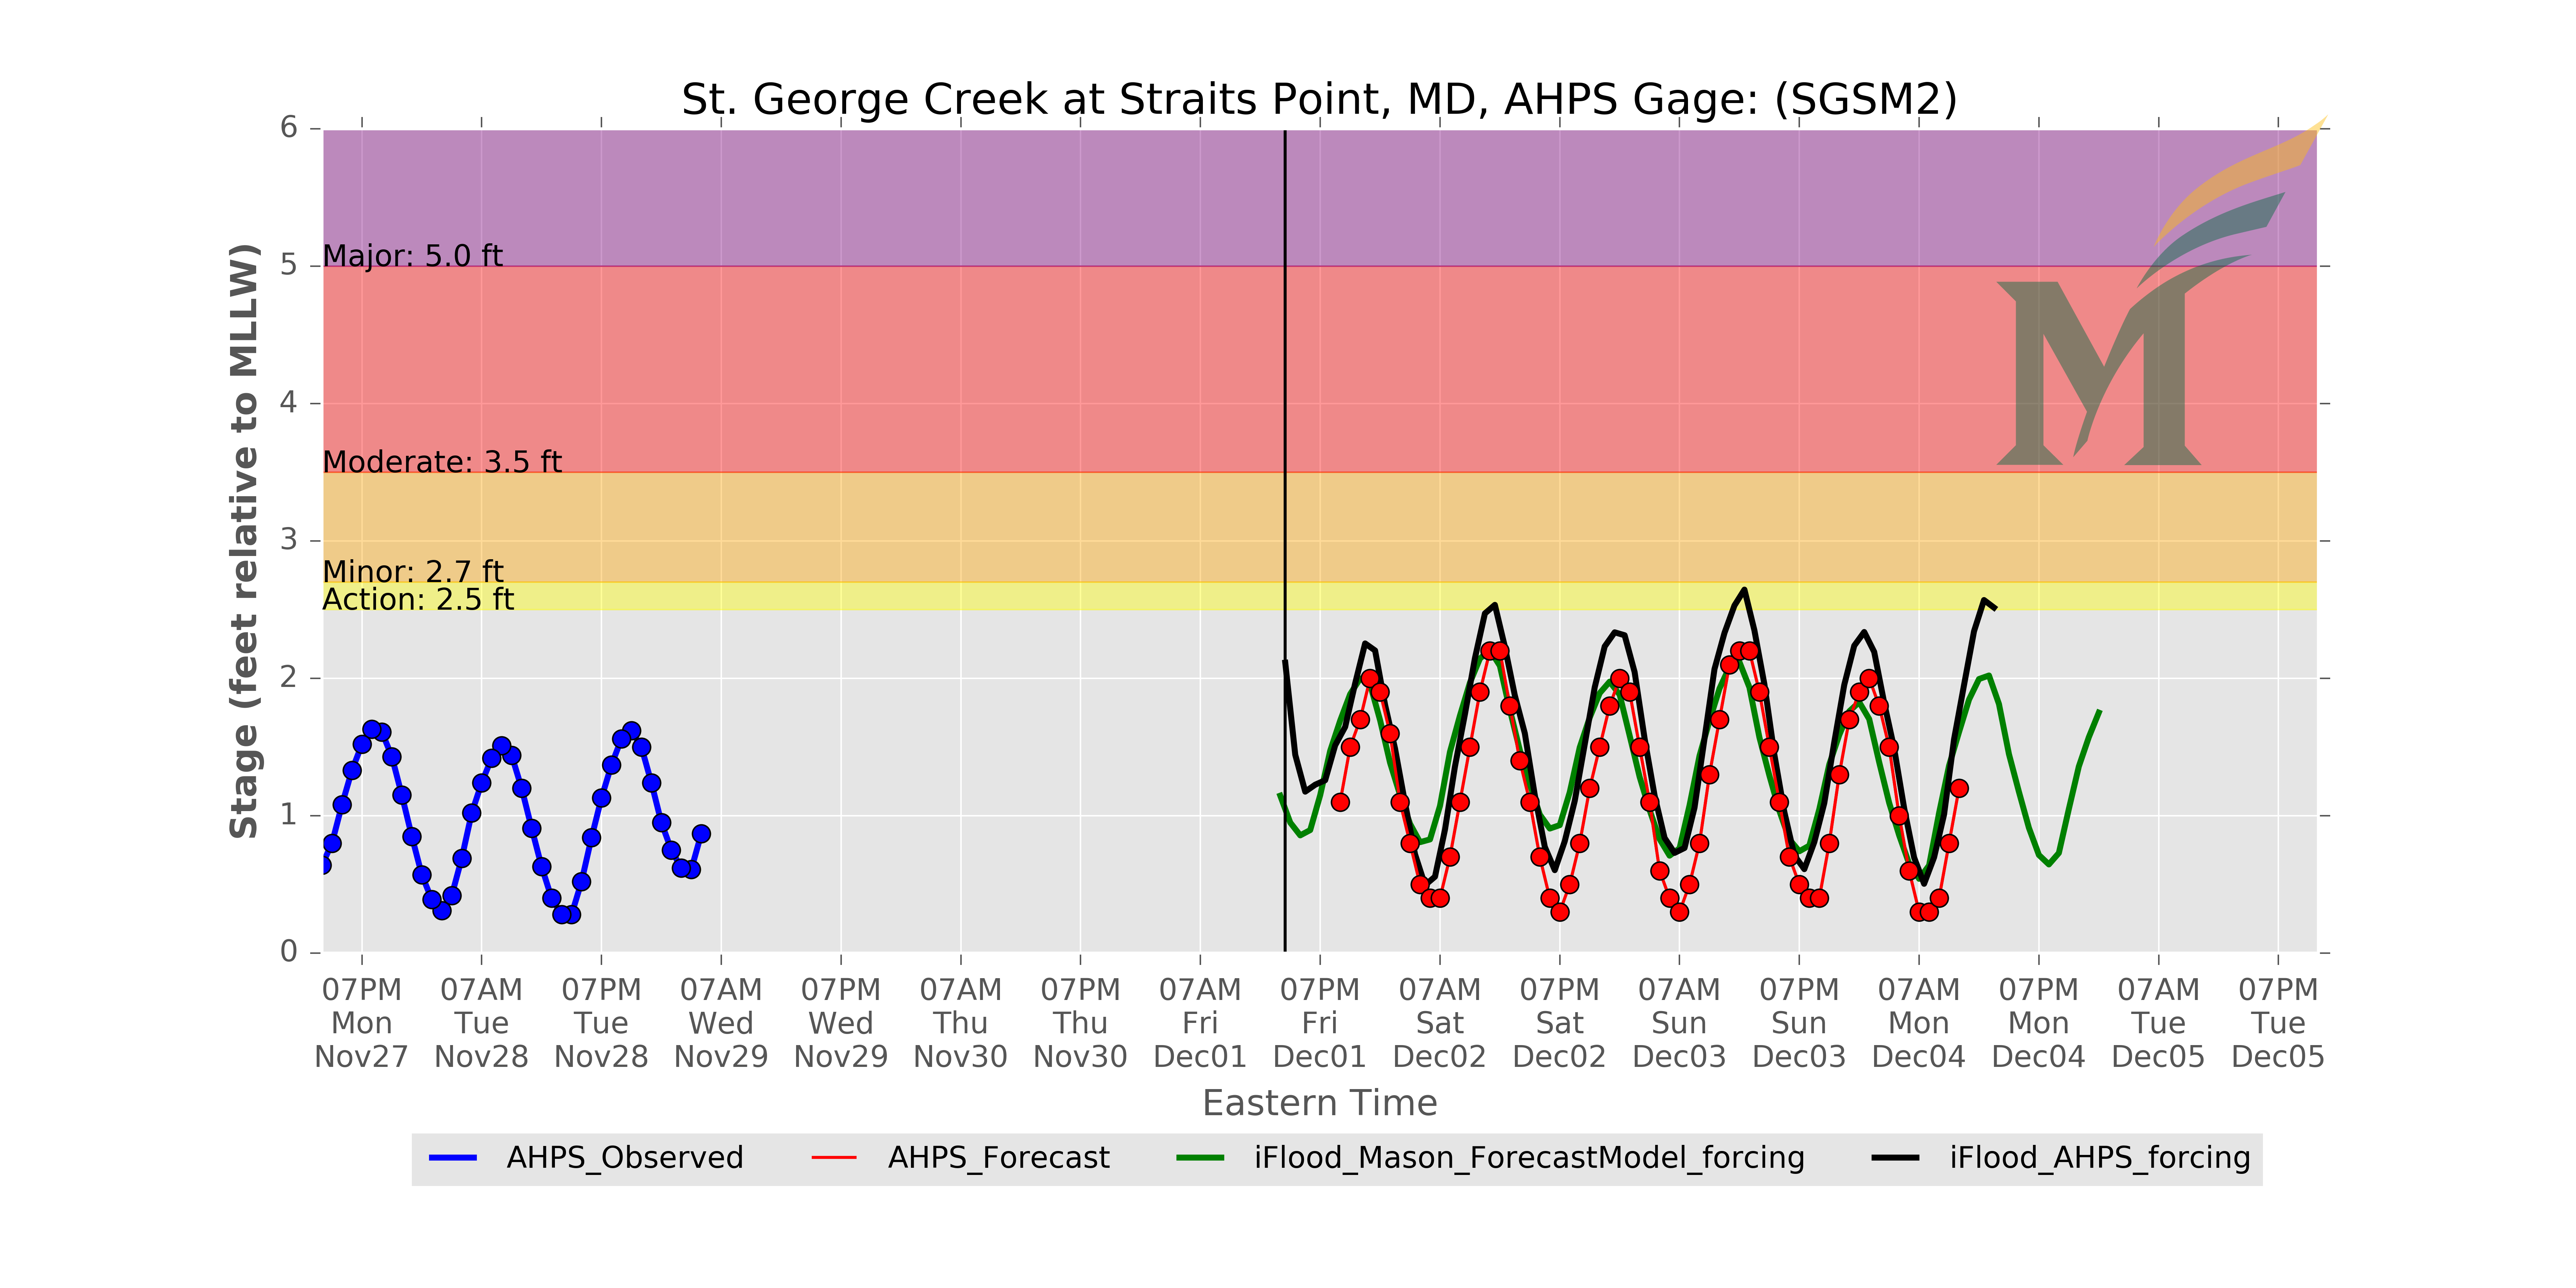 St. George Creek at Straits Point, MD, AHPS Gage: (SGSM2)
Stage (feet relative to MLLW)
6
5
4
3
2
1
0
Major: 5.0 ft
Moderate: 3.5 ft
Minor: 2.7 ft
Action: 2.5 ft
M
07PM 07AM 07PM 07AM 07PM 07AM 07PM 07AM 07PM 07AM 07PM 07AM 07PM 07AM 07PM 07AM 07PM
Mon Tue Tue Wed Wed Thu Thu Fri Fri Sat Sat Sun Sun Mon Mon Tue Tue
Nov27 Nov28 Nov28 Nov29 Nov29 Nov30 Nov30 Dec01 Dec01 Dec02 Dec02 Dec03 Dec03 Dec04 Dec04 Dec05 Dec05
Eastern Time
AHPS_Observed AHPS_Forecast iFlood_Mason_ForecastModel_forcing iFlood_AHPS_forcing